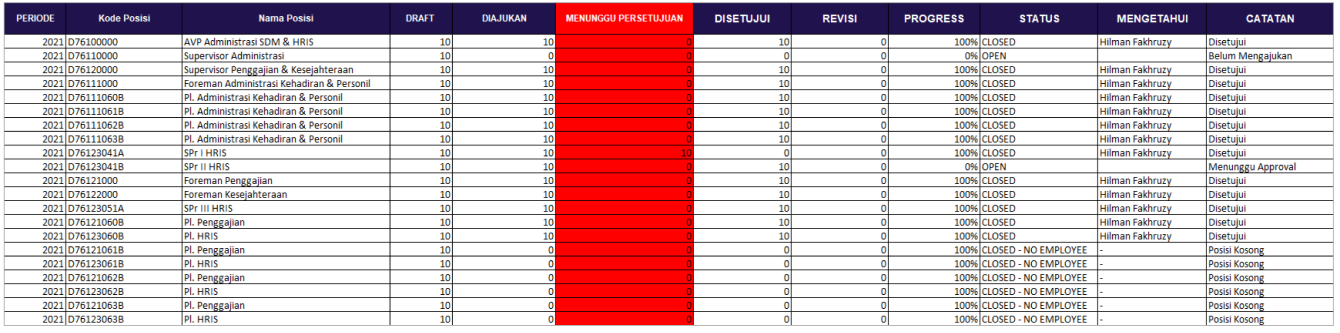 PERIODE Kode Posisi Nama Posisi DRAFT DIAJUKAN MENUNGGU PERSETUJUAN DISETUJUI REVISI PROGRESS STATUS MENGETAHUI CATATAN
2021 D76100000 AVP Administrasi SDM & HRIS 10 10 0 10 0 100% CLOSED Hilman Fakhruzy Disetujui
2021 D76110000 Supervisor Administrasi 10 0 0 10 0 0% OPEN Belum Mengajukan
2021 D76120000 Supervisor Penggajian & Kesejahteraan 10 10 0 10 0 100% CLOSED Hilman Fakhruzy Disetujui
2021 D76111000 Foreman Administrasi Kehadiran & Personil 10 10 0 10 0 100% CLOSED Hilman Fakhruzy Disetujui
2021 D76111060B Pl. Administrasi Kehadiran & Personil 10 10 0 10 0 100% CLOSED Hilman Fakhruzy Disetujui
2021 D76111061B Pl. Administrasi Kehadiran & Personil 10 10 0 10 0 100% CLOSED Hilman Fakhruzy Disetujui
2021 D76111062B Pl. Administrasi Kehadiran & Personil 10 10 0 10 0 100% CLOSED Hilman Fakhruzy Disetujui
2021 D76111063B Pl. Administrasi Kehadiran & Personil 10 10 0 10 0 100% CLOSED Hilman Fakhruzy Disetujui
2021 D76123041A SPr I HRIS 10 10 10 0 0 100% CLOSED Hilman Fakhruzy Disetujui
2021 D76123041B SPr II HRIS 10 10 0 10 0 0% OPEN Menunggu Approval
2021 D76121000 Foreman Penggajian 10 10 0 10 0 100% CLOSED Hilman Fakhruzy Disetujui
2021 D76122000 Foreman Kesejahteraan 10 10 0 10 0 100% CLOSED Hilman Fakhruzy Disetujui
2021 D76123051A SPr III HRIS 10 10 0 10 0 100% CLOSED Hilman Fakhruzy Disetujui
2021 D76121060B Pl. Penggajian 10 10 0 10 0 100% CLOSED Hilman Fakhruzy Disetujui
2021 D76123060B Pl. HRIS 10 10 0 10 0 100% CLOSED Hilman Fakhruzy Disetujui
2021 D76121061B Pl. Penggajian 10 0 0 0 0 100% CLOSED - NO EMPLOYEE - Posisi Kosong
2021 D76123061B Pl. HRIS 10 0 0 0 0 100% CLOSED - NO EMPLOYEE - Posisi Kosong
2021 D76121062B Pl. Penggajian 10 0 0 0 0 100% CLOSED - NO EMPLOYEE - Posisi Kosong
2021 D76123062B Pl. HRIS 10 0 0 0 0 100% CLOSED - NO EMPLOYEE - Posisi Kosong
2021 D76121063B Pl. Penggajian 10 0 0 0 0 100% CLOSED - NO EMPLOYEE - Posisi Kosong
2021 D76123063B Pl. HRIS 10 0 0 0 0 100% CLOSED - NO EMPLOYEE - Posisi Kosong